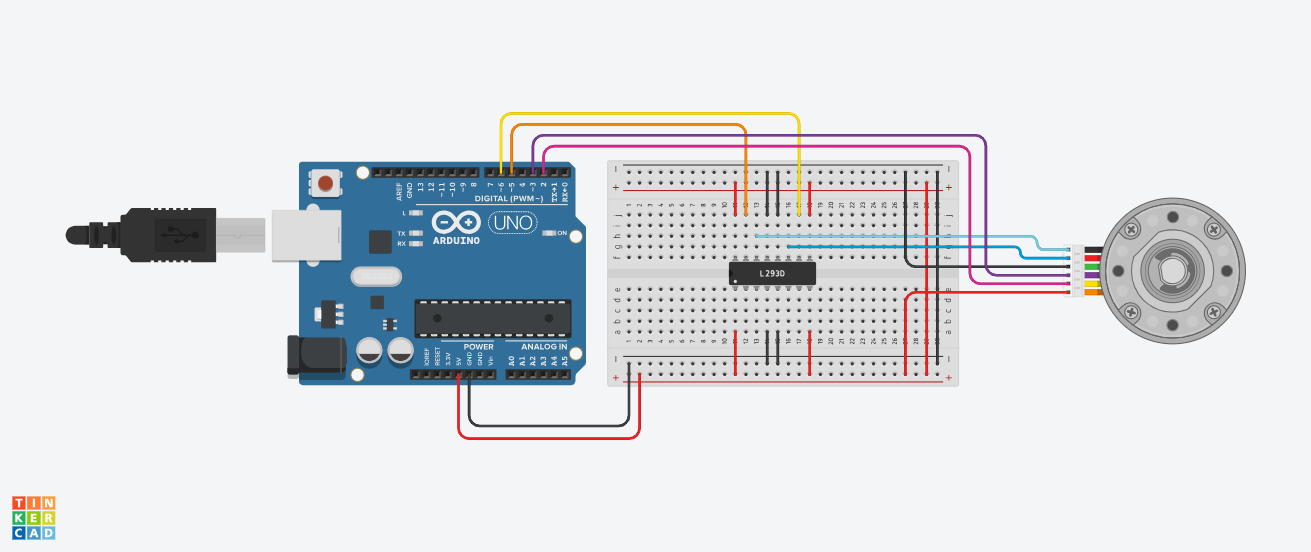 AREF
GND
13
12
~11
~10
~9
8
7
~6
~5
4
~3
2
TX→1
RX←0
DIGITAL (PWM~)
L
TX
RX
ARDUINO
UNO
ON
POWER
ANALOG IN
IOREF
RESET
3.3V
5V
GND
GND
Vin
A0
A1
A2
A3
A4
A5
L293D
TIN
KER
CAD